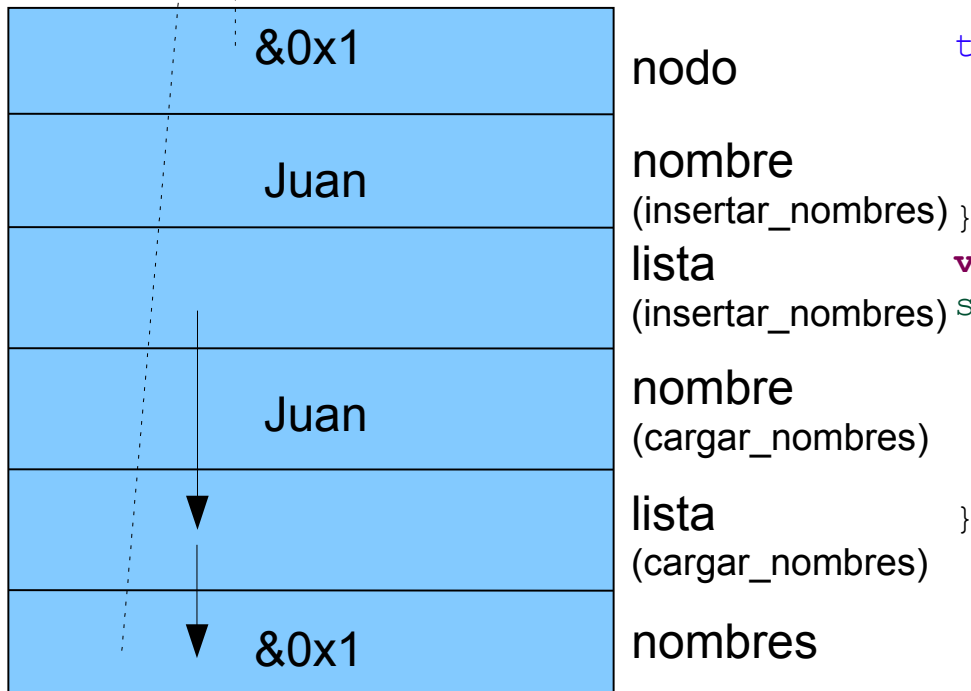 &0x1
nodo
t
Juan
nombre
(insertar_nombres) }
lista
v
(insertar_nombres) s
Juan
nombre
(cargar_nombres)
lista
}
(cargar_nombres)
&0x1
nombres